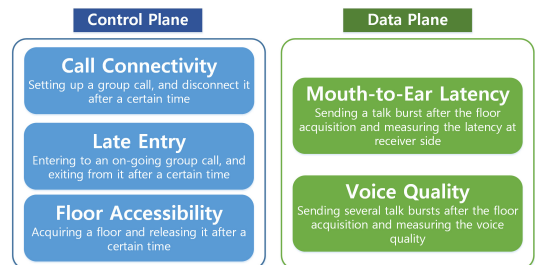 Control Plane
Call Connectivity
Setting up a group call, and disconnect it
after a certain time
Late Entry
Entering to an on-going group call, and
exiting from it after a certain time
Floor Accessibility
Acquiring a floor and releasing it after a
certain time
Data Plane
Mouth-to-Ear Latency
Sending a talk burst after the floor
acquisition and measuring the latency at
receiver side
Voice Quality
Sending several talk bursts after the floor
acquisition and measuring the voice
quality